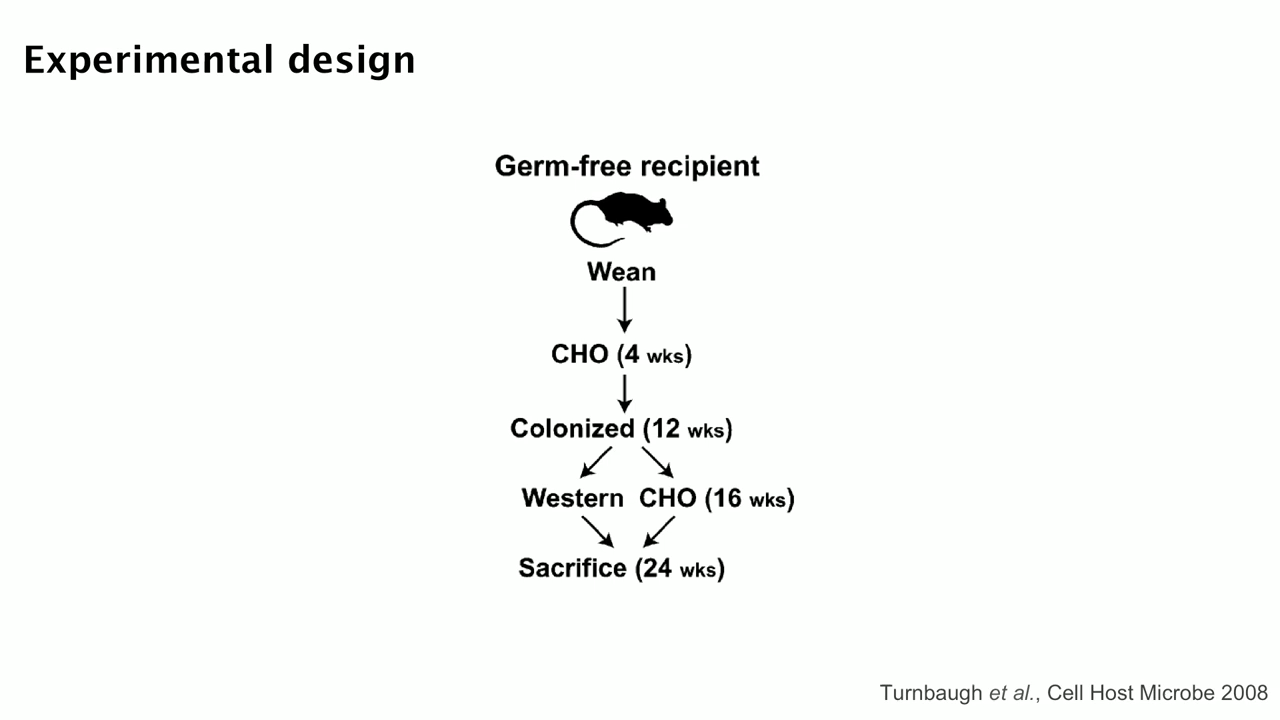 Experimental design
Germ-free recipient
Wean
CHO (4 wks)
Colonized (12 wks)
Western CHO (16 wks)
Sacrifice (24 wks)
Turnbaugh et al., Cell Host Microbe 2008